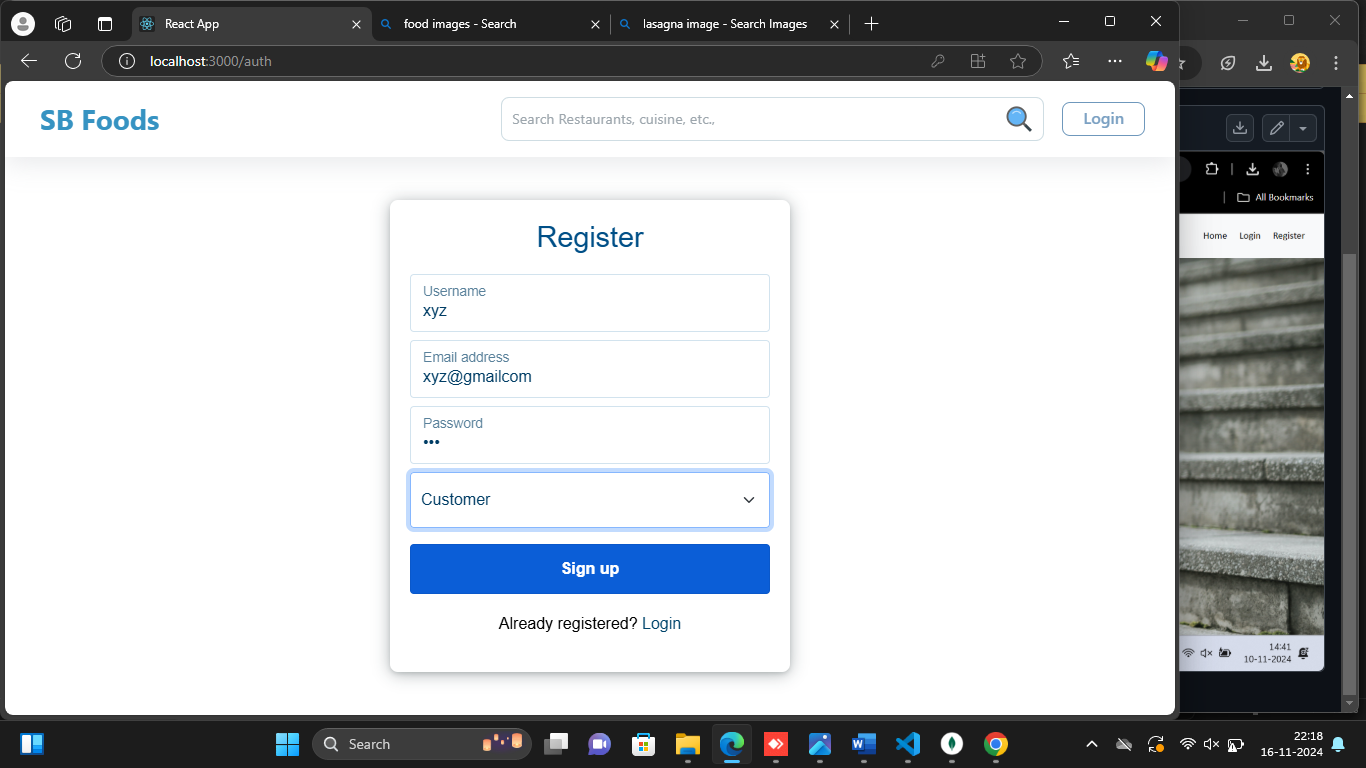 React App
food images - Search
lasagna image - Search Images
localhost:3000/auth
SB Foods
Search Restaurants, cuisine, etc.,
Login
Register
Username
xyz
Email address
xyz@gmailcom
Password
•••
Customer
Sign up
Already registered? Login
All Bookmarks
Home Login Register
14:41
10-11-2024
Search
22:18
16-11-2024